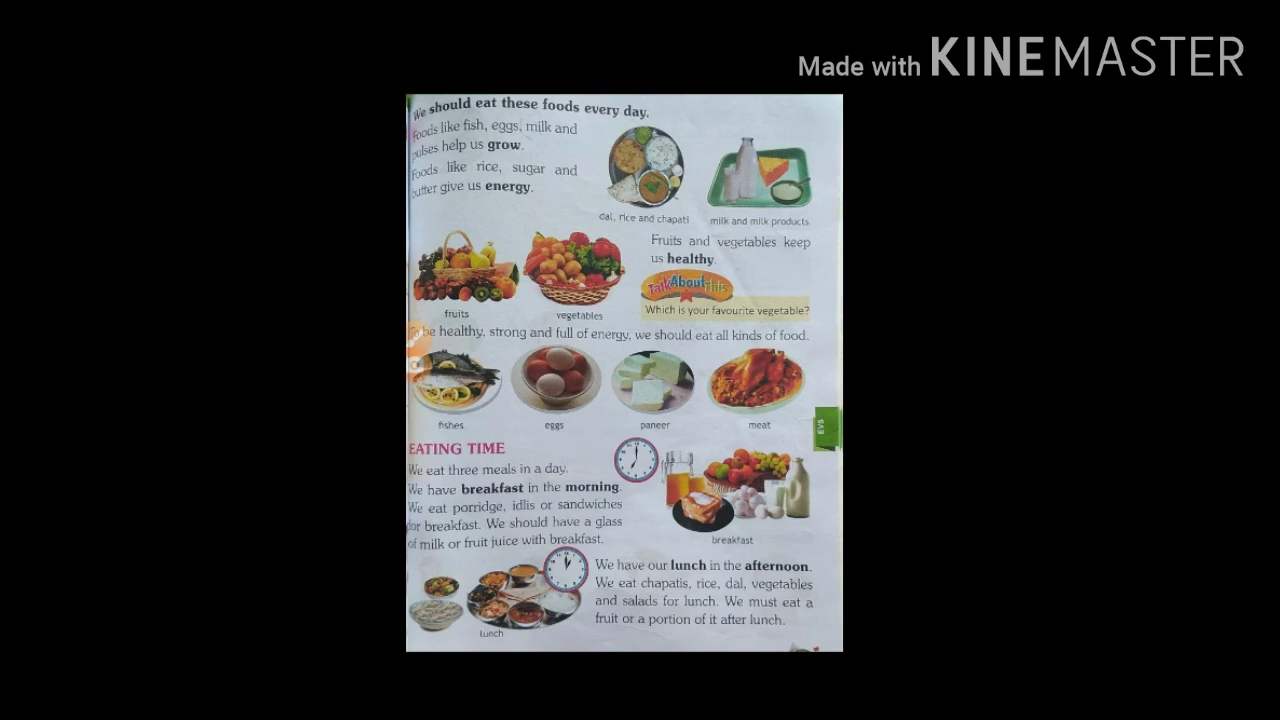 Made with KINEMASTER
We should eat these foods every day.
Foods like fish, eggs, milk and
pulses help us grow.
Foods like rice, sugar and
butter give us energy.
dal, rice and chapati
milk and milk products
Fruits and vegetables keep
us healthy.
Talk About This
Which is your favourite vegetable?
fruits
vegetables
To be healthy, strong and full of energy, we should eat all kinds of food.
fishes
eggs
paneer
meat
EVS
EATING TIME
We eat three meals in a day.
We have breakfast in the morning.
We eat porridge, idlis or sandwiches
for breakfast. We should have a glass
of milk or fruit juice with breakfast.
breakfast
We have our lunch in the afternoon.
We eat chapatis, rice, dal, vegetables
and salads for lunch. We must eat a
fruit or a portion of it after lunch.
lunch